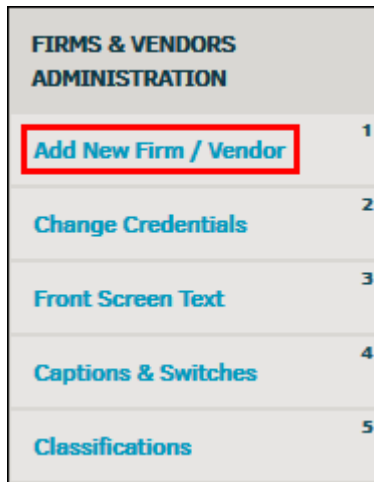 FIRMS & VENDORS
ADMINISTRATION
Add New Firm / Vendor 1
Change Credentials 2
Front Screen Text 3
Captions & Switches 4
Classifications 5